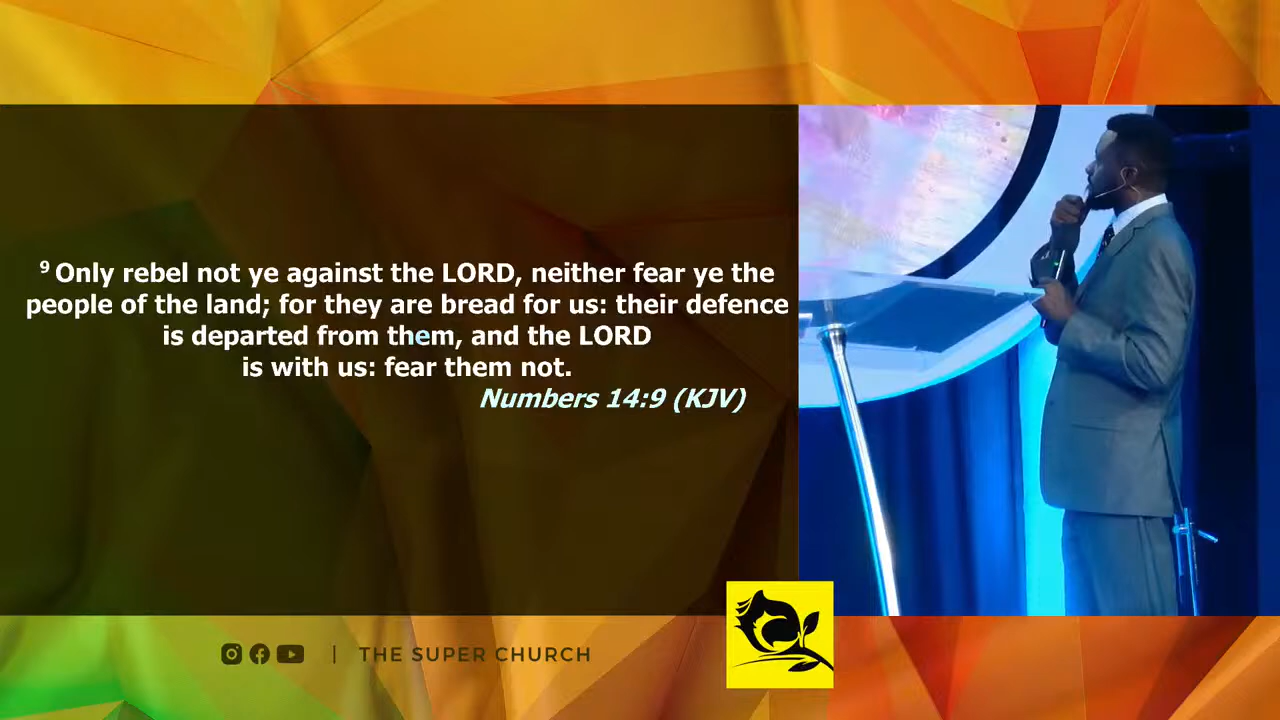 9 Only rebel not ye against the LORD, neither fear ye the
people of the land; for they are bread for us: their defence
is departed from them, and the LORD
is with us: fear them not.
Numbers 14:9 (KJV)
| THE SUPER CHURCH